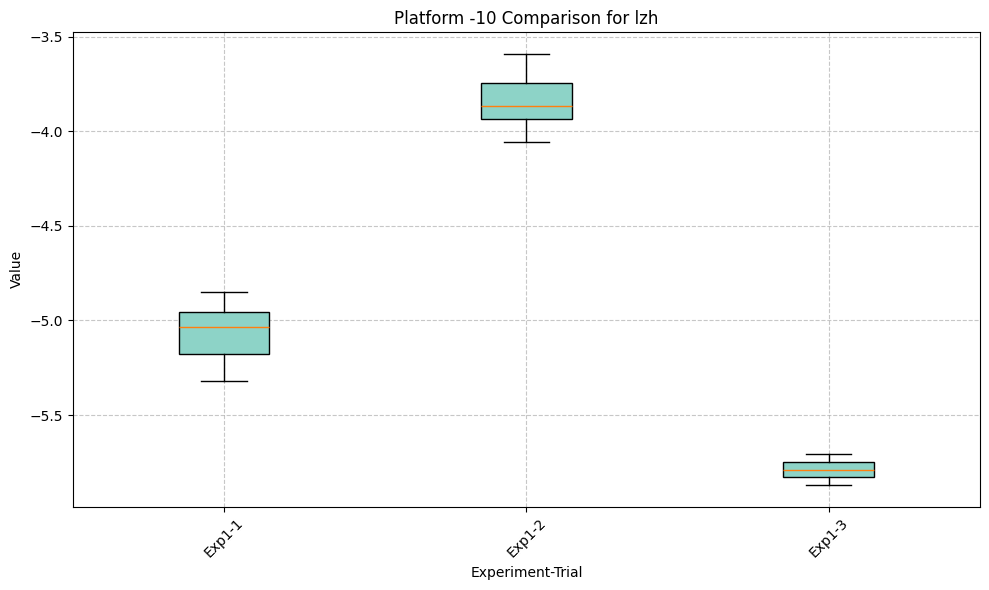 Platform -10 Comparison for lzh
−3.5
−4.0
−4.5
−5.0
−5.5
Value
Exp1-1
Exp1-2
Exp1-3
Experiment-Trial